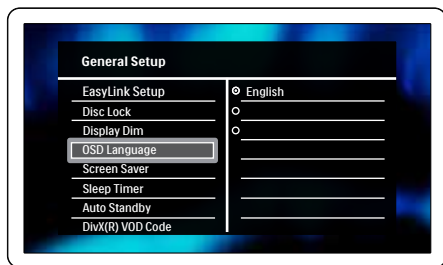 General Setup
EasyLink Setup
English
Disc Lock
Display Dim
OSD Language
Screen Saver
Sleep Timer
Auto Standby
DivX(R) VOD Code